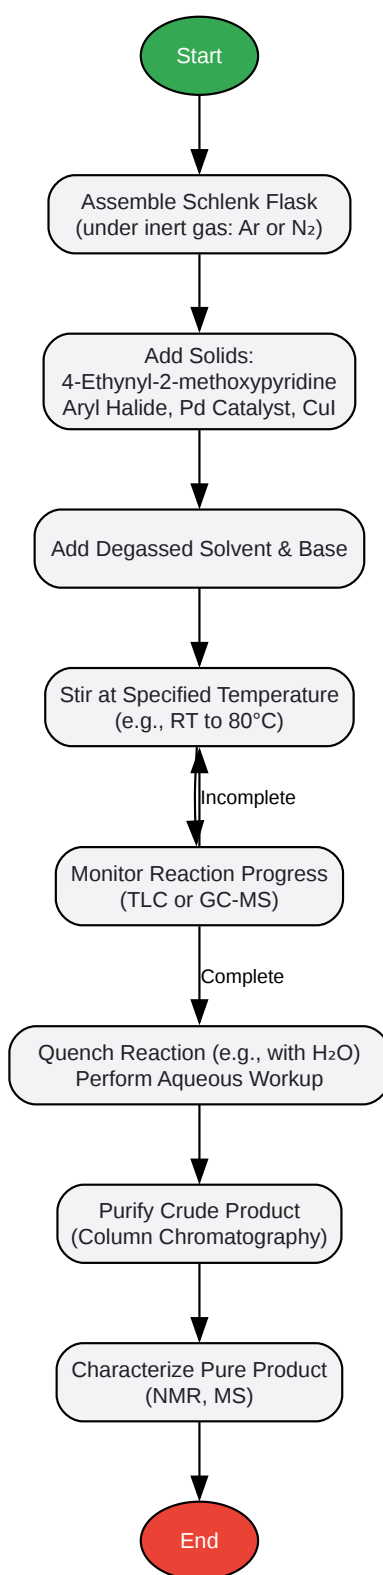 Start
Assemble Schlenk Flask
(under inert gas: Ar or N₂)
Add Solids:
4-Ethynyl-2-methoxypyridine
Aryl Halide, Pd Catalyst, CuI
Add Degassed Solvent & Base
Stir at Specified Temperature
(e.g., RT to 80°C)
Incomplete
Monitor Reaction Progress
(TLC or GC-MS)
Complete
Quench Reaction (e.g., with H₂O)
Perform Aqueous Workup
Purify Crude Product
(Column Chromatography)
Characterize Pure Product
(NMR, MS)
End